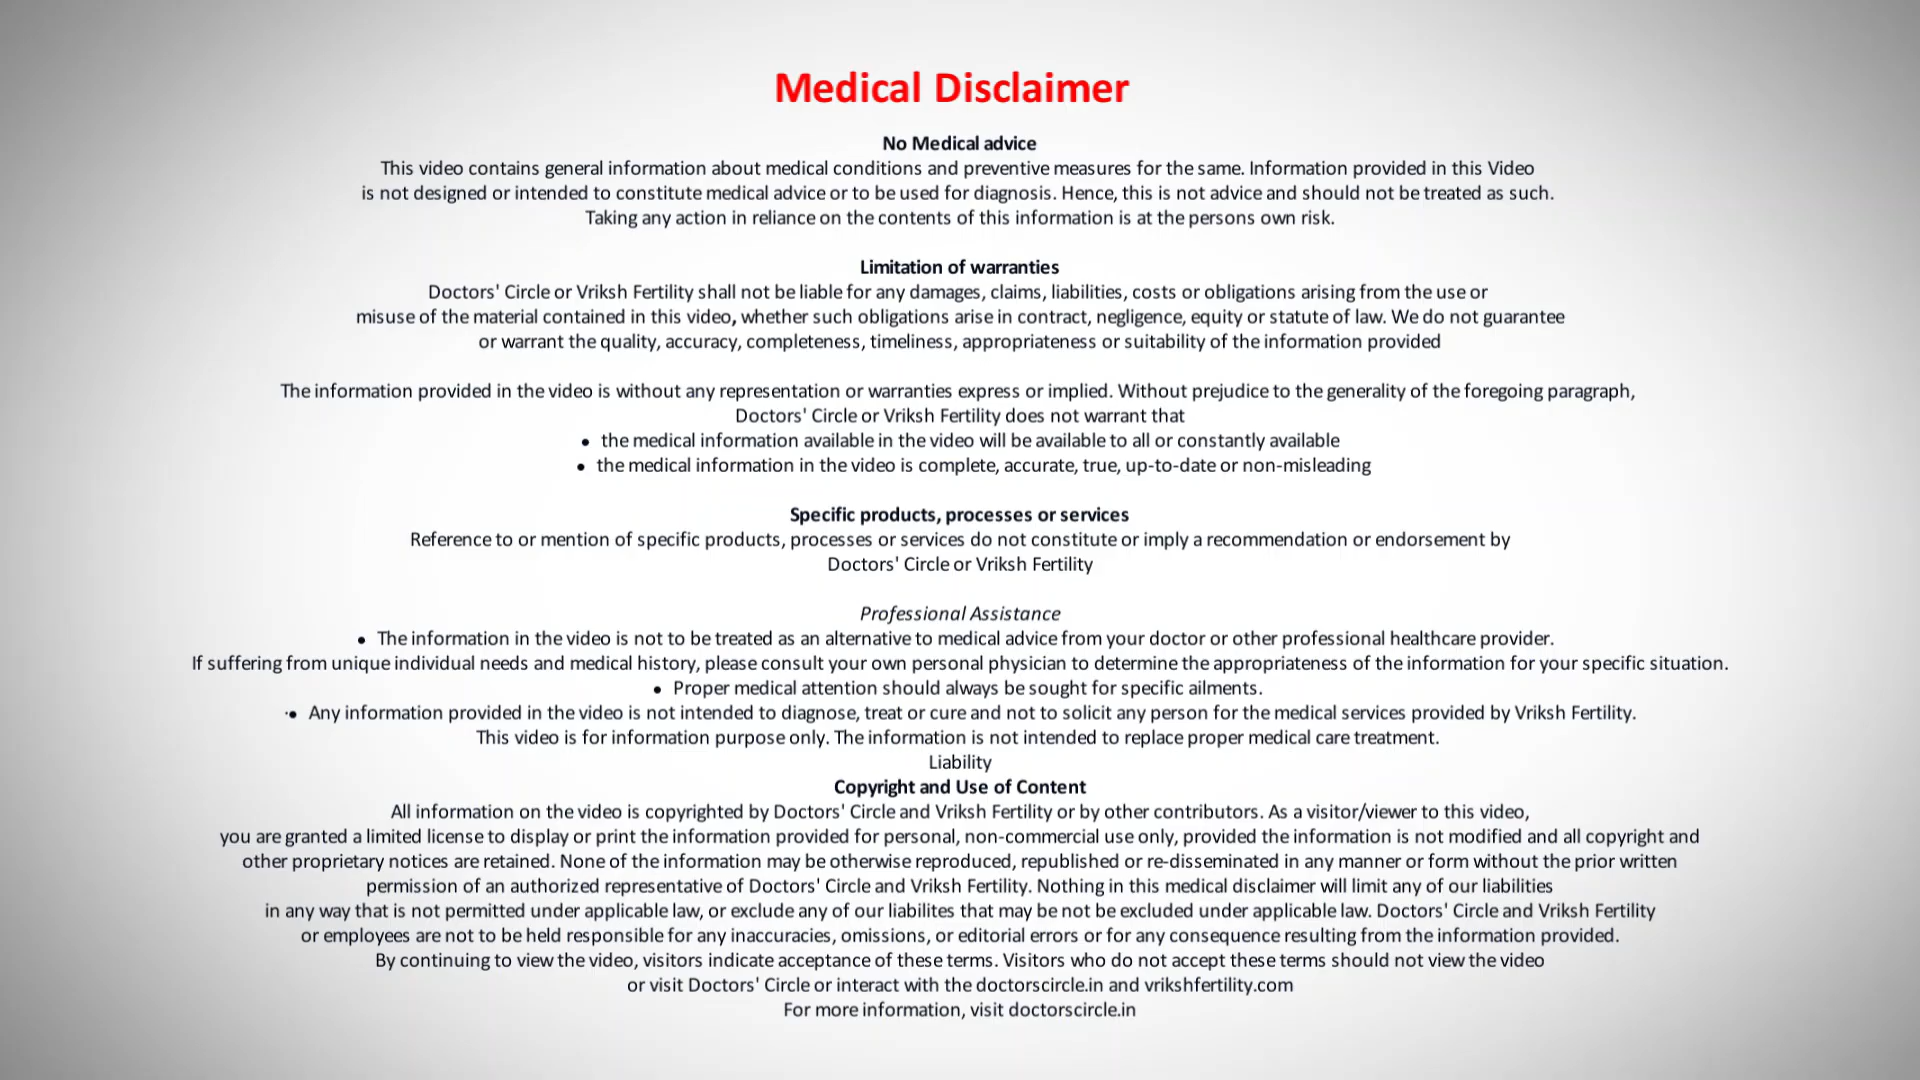 Medical Disclaimer
No Medical advice
This video contains general information about medical conditions and preventive measures for the same. Information provided in this Video
is not designed or intended to constitute medical advice or to be used for diagnosis. Hence, this is not advice and should not be treated as such.
Taking any action in reliance on the contents of this information is at the persons own risk.
Limitation of warranties
Doctors' Circle or Vriksh Fertility shall not be liable for any damages, claims, liabilities, costs or obligations arising from the use or
misuse of the material contained in this video, whether such obligations arise in contract, negligence, equity or statute of law. We do not guarantee
or warrant the quality, accuracy, completeness, timeliness, appropriateness or suitability of the information provided
The information provided in the video is without any representation or warranties express or implied. Without prejudice to the generality of the foregoing paragraph,
Doctors' Circle or Vriksh Fertility does not warrant that
• the medical information available in the video will be available to all or constantly available
• the medical information in the video is complete, accurate, true, up-to-date or non-misleading
Specific products, processes or services
Reference to or mention of specific products, processes or services do not constitute or imply a recommendation or endorsement by
Doctors' Circle or Vriksh Fertility
Professional Assistance
• The information in the video is not to be treated as an alternative to medical advice from your doctor or other professional healthcare provider.
If suffering from unique individual needs and medical history, please consult your own personal physician to determine the appropriateness of the information for your specific situation.
• Proper medical attention should always be sought for specific ailments.
·• Any information provided in the video is not intended to diagnose, treat or cure and not to solicit any person for the medical services provided by Vriksh Fertility.
This video is for information purpose only. The information is not intended to replace proper medical care treatment.
Liability
Copyright and Use of Content
All information on the video is copyrighted by Doctors' Circle and Vriksh Fertility or by other contributors. As a visitor/viewer to this video,
you are granted a limited license to display or print the information provided for personal, non-commercial use only, provided the information is not modified and all copyright and
other proprietary notices are retained. None of the information may be otherwise reproduced, republished or re-disseminated in any manner or form without the prior written
permission of an authorized representative of Doctors' Circle and Vriksh Fertility. Nothing in this medical disclaimer will limit any of our liabilities
in any way that is not permitted under applicable law, or exclude any of our liabilites that may be not be excluded under applicable law. Doctors' Circle and Vriksh Fertility
or employees are not to be held responsible for any inaccuracies, omissions, or editorial errors or for any consequence resulting from the information provided.
By continuing to view the video, visitors indicate acceptance of these terms. Visitors who do not accept these terms should not view the video
or visit Doctors' Circle or interact with the doctorscircle.in and vrikshfertility.com
For more information, visit doctorscircle.in